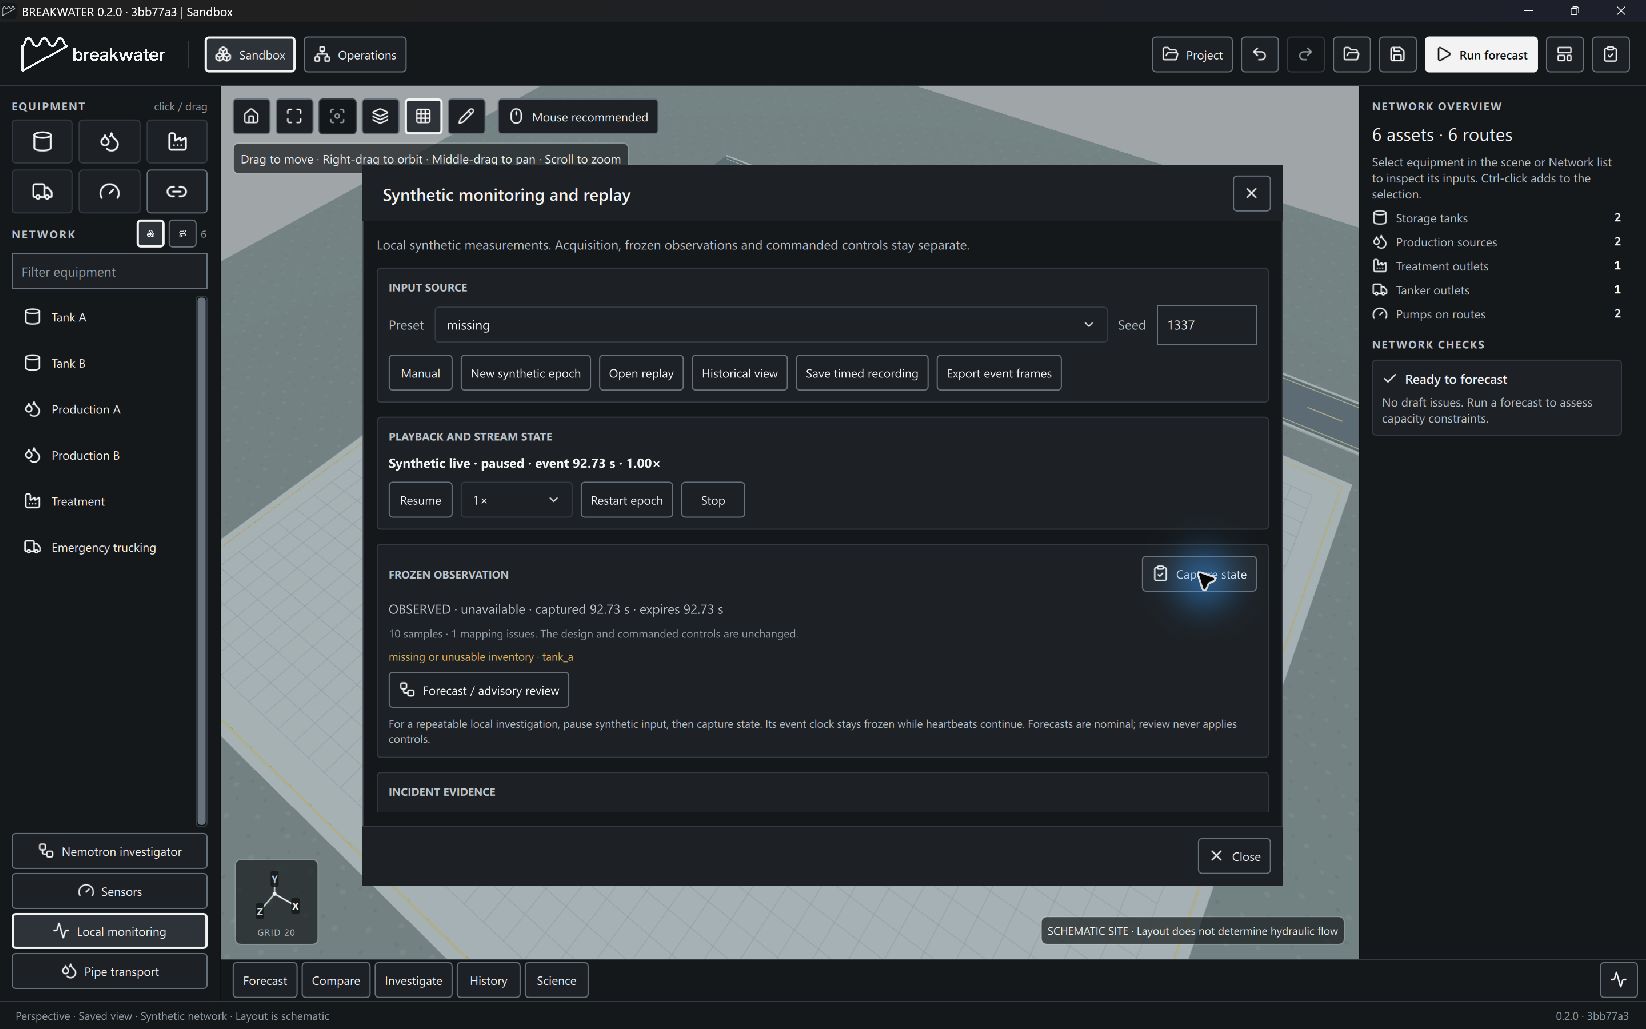 BREAKWATER 0.2.0 · 3bb77a3 | Sandbox
breakwater
Sandbox
Operations
Project
Run forecast
EQUIPMENT
click / drag
NETWORK
6
Filter equipment
Tank A
Tank B
Production A
Production B
Treatment
Emergency trucking
Nemotron investigator
Sensors
Local monitoring
Pipe transport
Mouse recommended
Drag to move · Right-drag to orbit · Middle-drag to pan · Scroll to zoom
Synthetic monitoring and replay
Local synthetic measurements. Acquisition, frozen observations and commanded controls stay separate.
INPUT SOURCE
Preset
missing
Seed
1337
Manual
New synthetic epoch
Open replay
Historical view
Save timed recording
Export event frames
PLAYBACK AND STREAM STATE
Synthetic live · paused · event 92.73 s · 1.00×
Resume
1×
Restart epoch
Stop
FROZEN OBSERVATION
state
OBSERVED · unavailable · captured 92.73 s · expires 92.73 s
10 samples · 1 mapping issues. The design and commanded controls are unchanged.
missing or unusable inventory · tank_a
Forecast / advisory review
For a repeatable local investigation, pause synthetic input, then capture state. Its event clock stays frozen while heartbeats continue. Forecasts are nominal; review never applies
controls.
INCIDENT EVIDENCE
Close
Y
Z
X
GRID 20
SCHEMATIC SITE · Layout does not determine hydraulic flow
Forecast
Compare
Investigate
History
Science
NETWORK OVERVIEW
6 assets · 6 routes
Select equipment in the scene or Network list
to inspect its inputs. Ctrl-click adds to the
selection.
Storage tanks 2
Production sources 2
Treatment outlets 1
Tanker outlets 1
Pumps on routes 2
NETWORK CHECKS
Ready to forecast
No draft issues. Run a forecast to assess
capacity constraints.
Perspective · Saved view · Synthetic network · Layout is schematic
0.2.0 · 3bb77a3